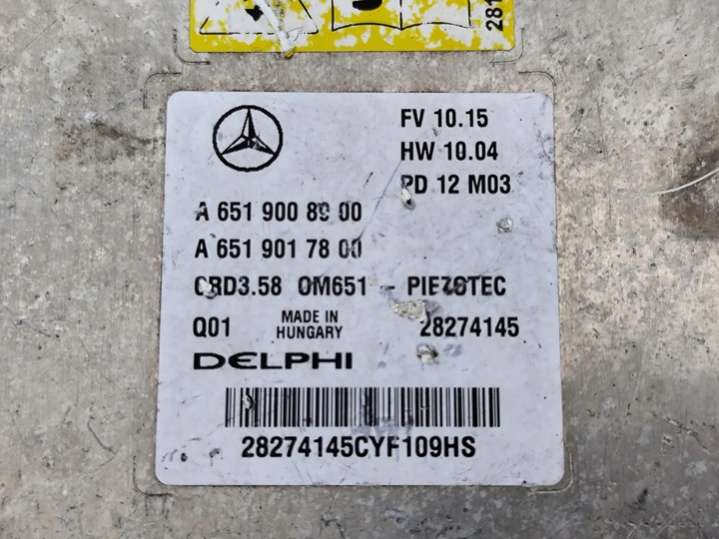 281
FV 10.15
HW 10.04
PD 12 M03
A 651 900 89 00
A 651 901 78 00
CRD3.58 OM651 - PIEZOTEC
Q01 MADE IN HUNGARY 28274145
DELPHI
28274145CYF109HS